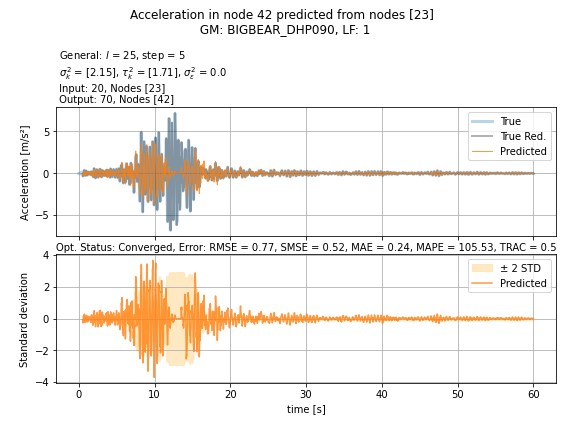 Acceleration in node 42 predicted from nodes [23]
GM: BIGBEAR_DHP090, LF: 1
General: l = 25, step = 5
σ²ₖ = [2.15], τ²ₖ = [1.71], σ²ε = 0.0
Input: 20, Nodes [23]
Output: 70, Nodes [42]
Acceleration [m/s²]
5
0
−5
True
True Red.
Predicted
Opt. Status: Converged, Error: RMSE = 0.77, SMSE = 0.52, MAE = 0.24, MAPE = 105.53, TRAC = 0.5
Standard deviation
4
2
0
−2
−4
± 2 STD
Predicted
0 10 20 30 40 50 60
time [s]